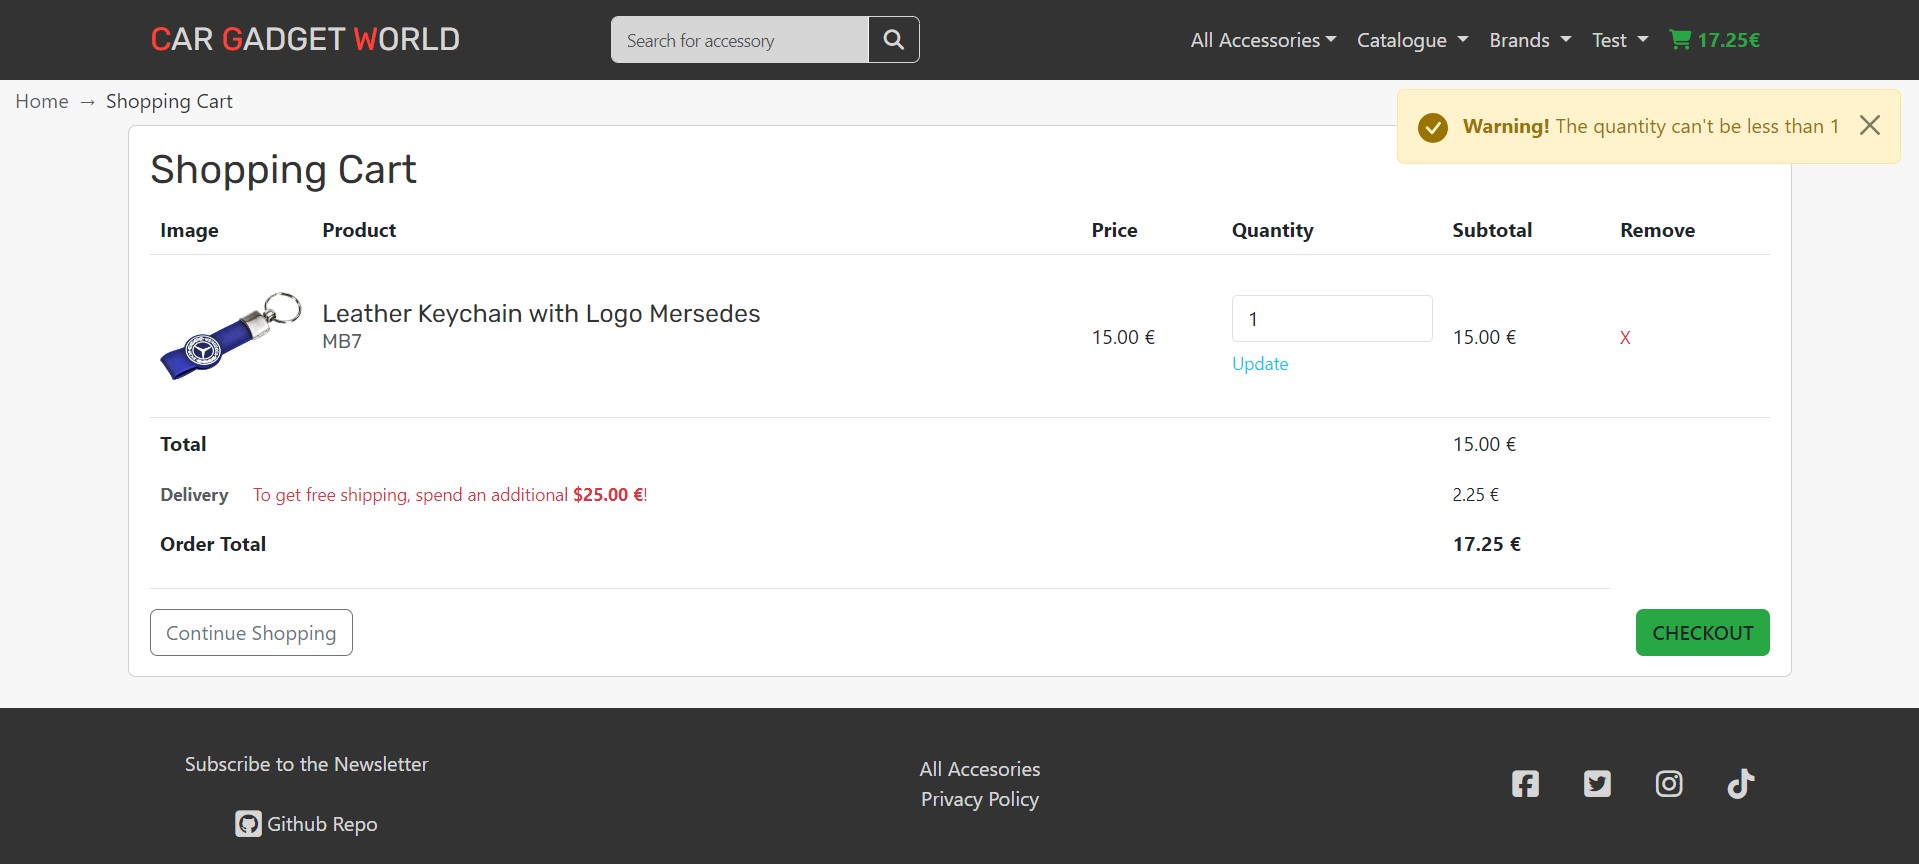 CAR GADGET WORLD
Search for accessory
All Accessories Catalogue Brands Test 17.25€
Home → Shopping Cart
Warning! The quantity can't be less than 1
Shopping Cart
Image Product Price Quantity Subtotal Remove
Leather Keychain with Logo Mersedes
MB7
15.00 € 1 15.00 € X
Update
Total 15.00 €
Delivery To get free shipping, spend an additional $25.00 €! 2.25 €
Order Total 17.25 €
Continue Shopping CHECKOUT
Subscribe to the Newsletter
Github Repo
All Accesories
Privacy Policy